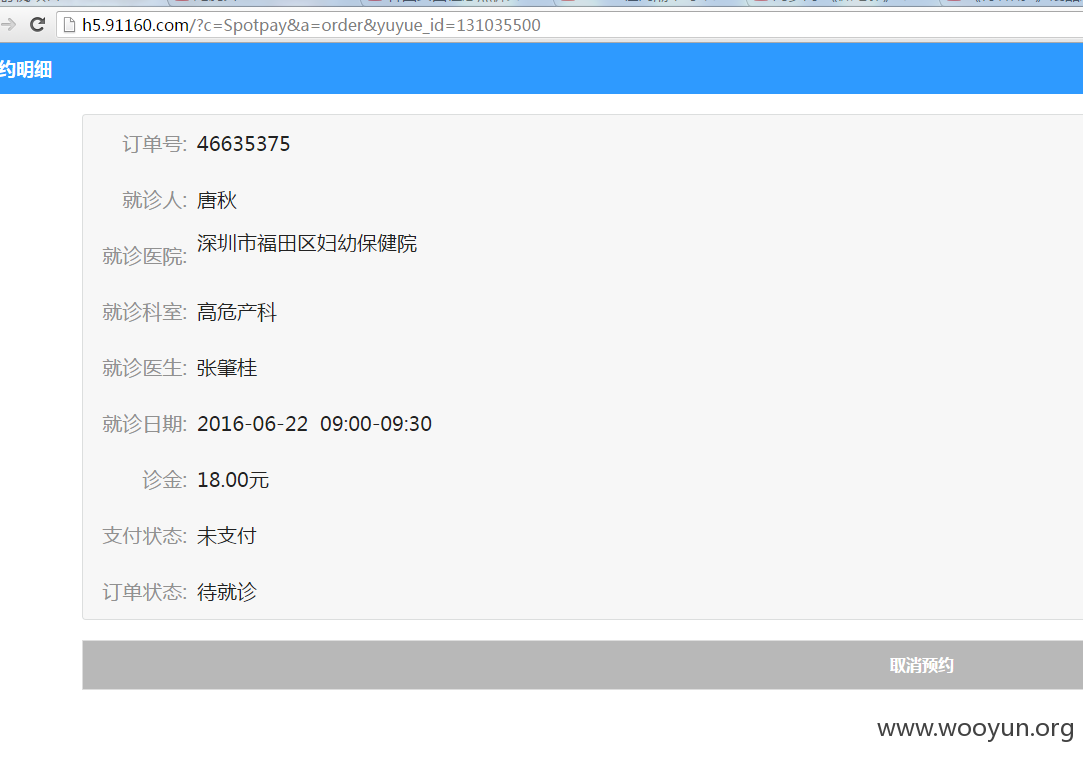 h5.91160.com/?c=Spotpay&a=order&yuyue_id=131035500
约明细
订单号: 46635375
就诊人: 唐秋
就诊医院: 深圳市福田区妇幼保健院
就诊科室: 高危产科
就诊医生: 张肇桂
就诊日期: 2016-06-22 09:00-09:30
诊金: 18.00元
支付状态: 未支付
订单状态: 待就诊
取消预约
www.wooyun.org